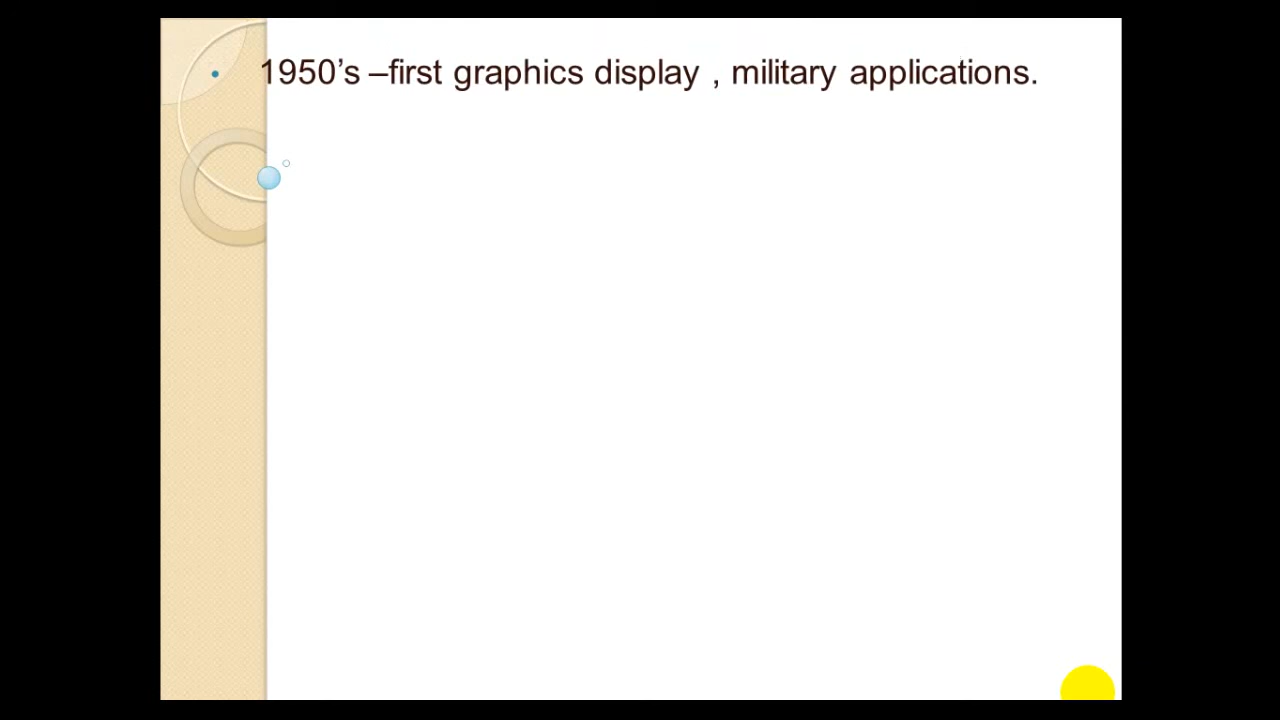 • 1950’s –first graphics display , military applications.